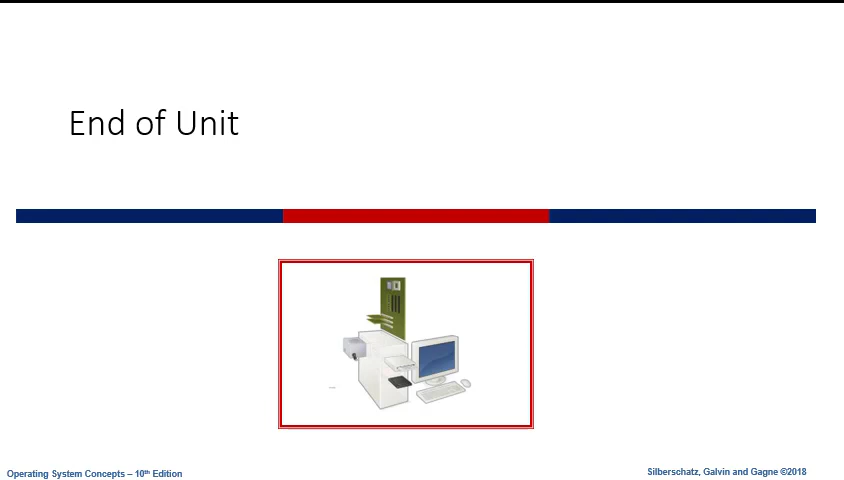 End of Unit
Operating System Concepts – 10th Edition
Silberschatz, Galvin and Gagne ©2018